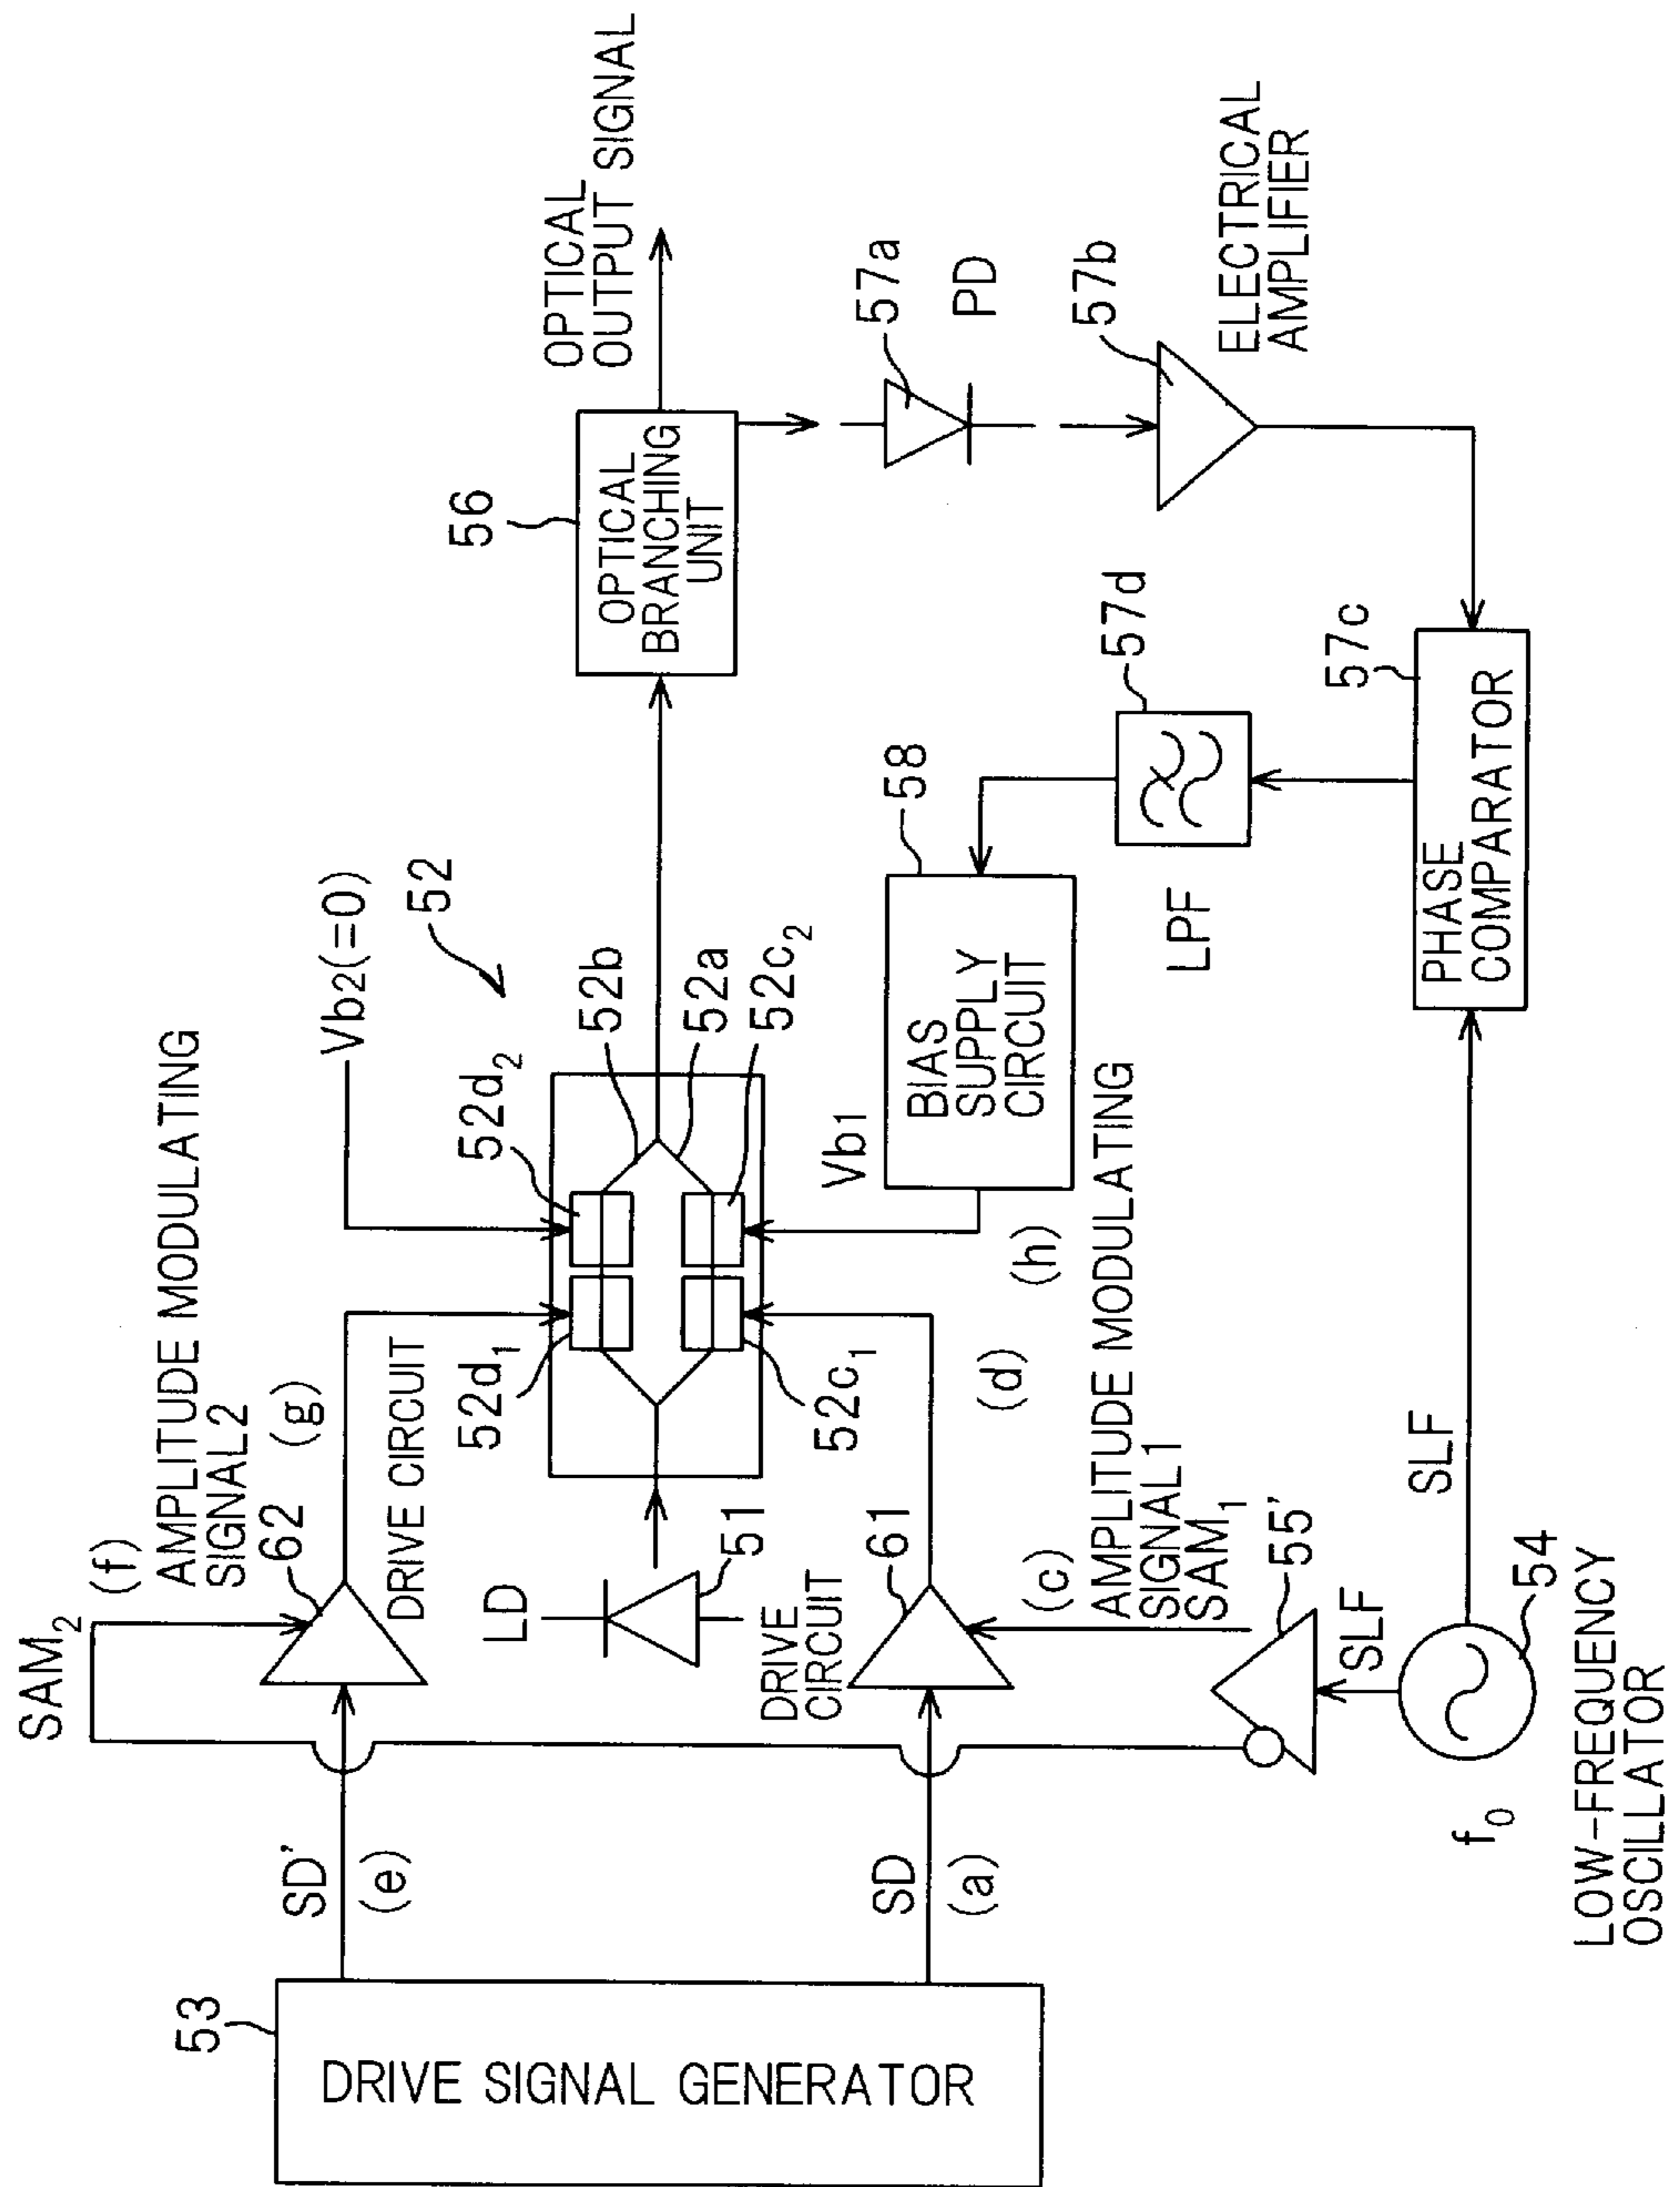 SAM2
(f)
AMPLITUDE MODULATING
SIGNAL2
62
(g)
DRIVE CIRCUIT
Vb2(=0)
52
53
DRIVE SIGNAL GENERATOR
SD'
(e)
SD
(a)
LD
51
52d1
52d2
52b
52a
52c2
52c1
56
OPTICAL
BRANCHING
UNIT
OPTICAL
OUTPUT SIGNAL
57a
PD
57b
ELECTRICAL
AMPLIFIER
DRIVE
CIRCUIT
61
(d)
(h)
Vb1
58
BIAS
SUPPLY
CIRCUIT
57d
LPF
57c
PHASE
COMPARATOR
(c)
AMPLITUDE MODULATING
SIGNAL1
SAM1
55'
SLF
SLF
54
f0
LOW-FREQUENCY
OSCILLATOR